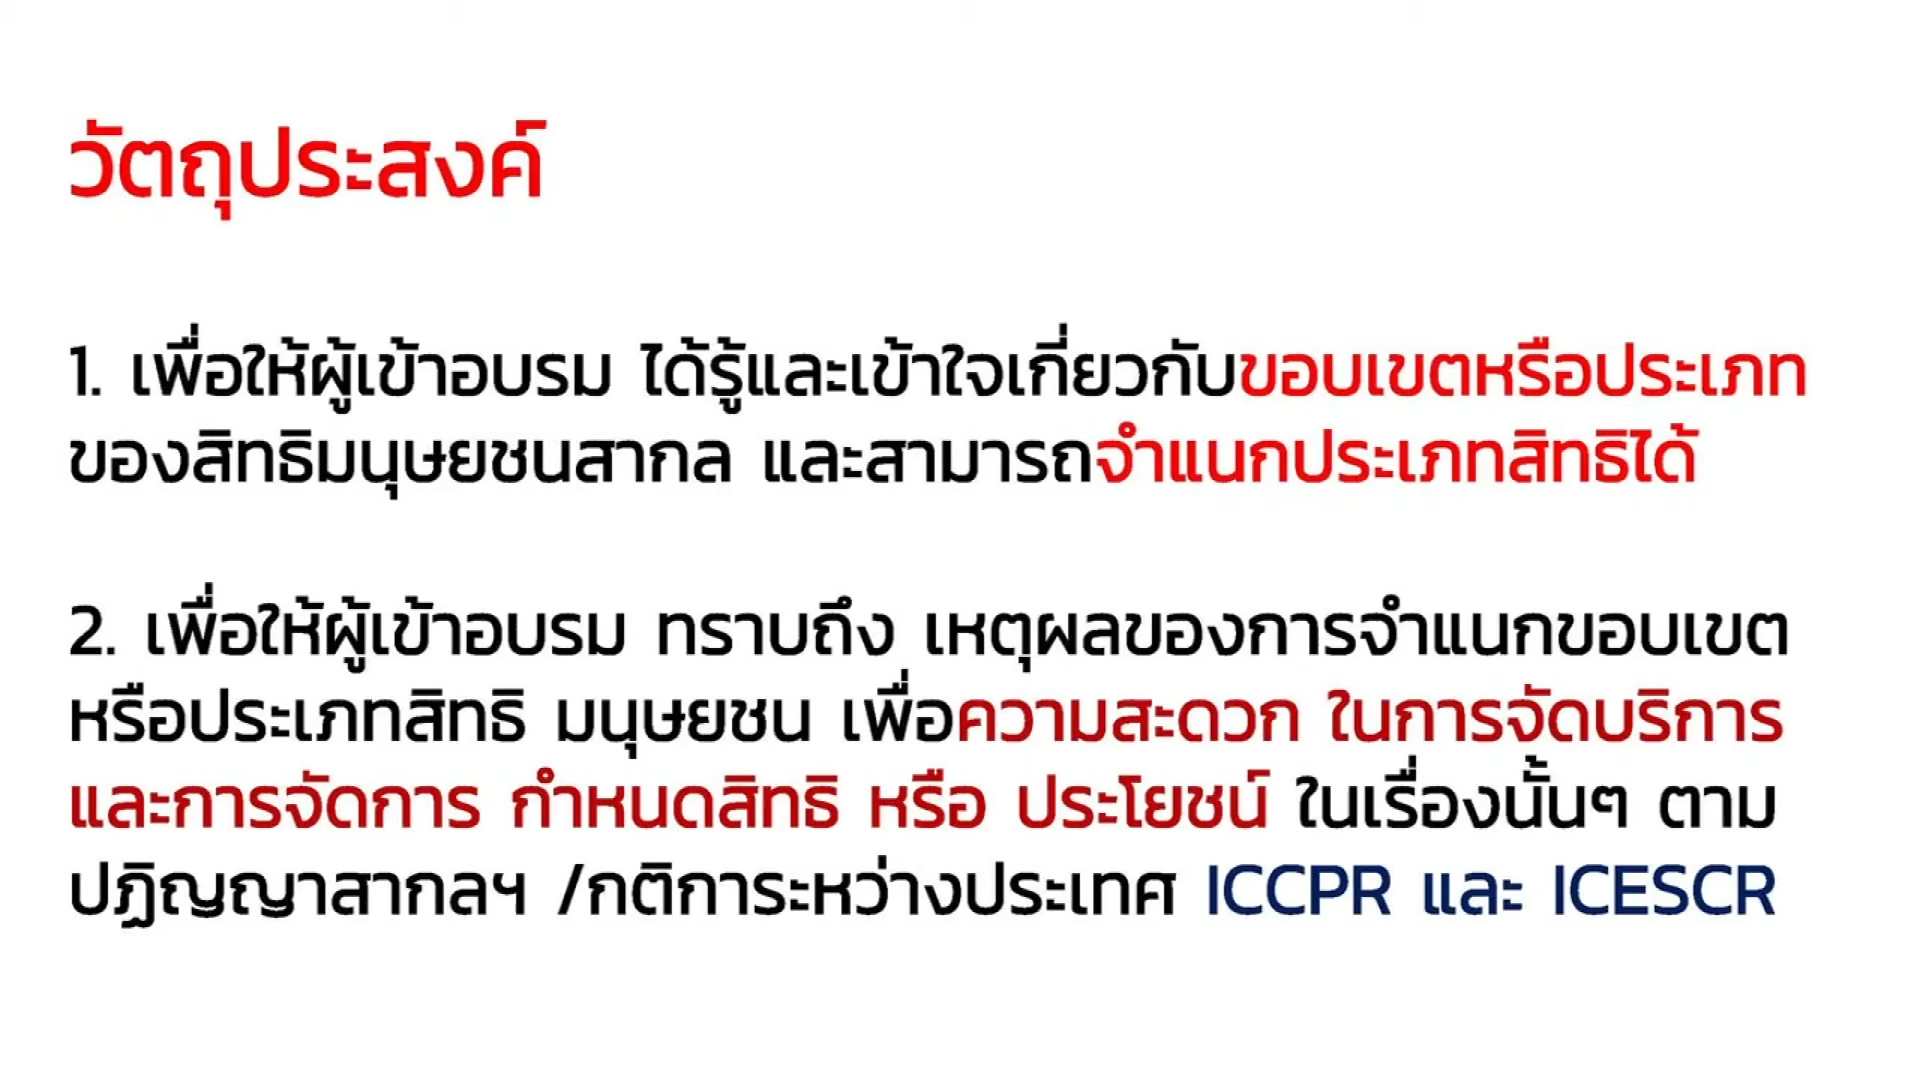 วัตถุประสงค์
1. เพื่อให้ผู้เข้าอบรม ได้รู้และเข้าใจเกี่ยวกับขอบเขตหรือประเภท
ของสิทธิมนุษยชนสากล และสามารถจำแนกประเภทสิทธิได้
2. เพื่อให้ผู้เข้าอบรม ทราบถึง เหตุผลของการจำแนกขอบเขต
หรือประเภทสิทธิ มนุษยชน เพื่อความสะดวก ในการจัดบริการ
และการจัดการ กำหนดสิทธิ หรือ ประโยชน์ ในเรื่องนั้นๆ ตาม
ปฏิญญาสากลฯ /กติการะหว่างประเทศ ICCPR และ ICESCR